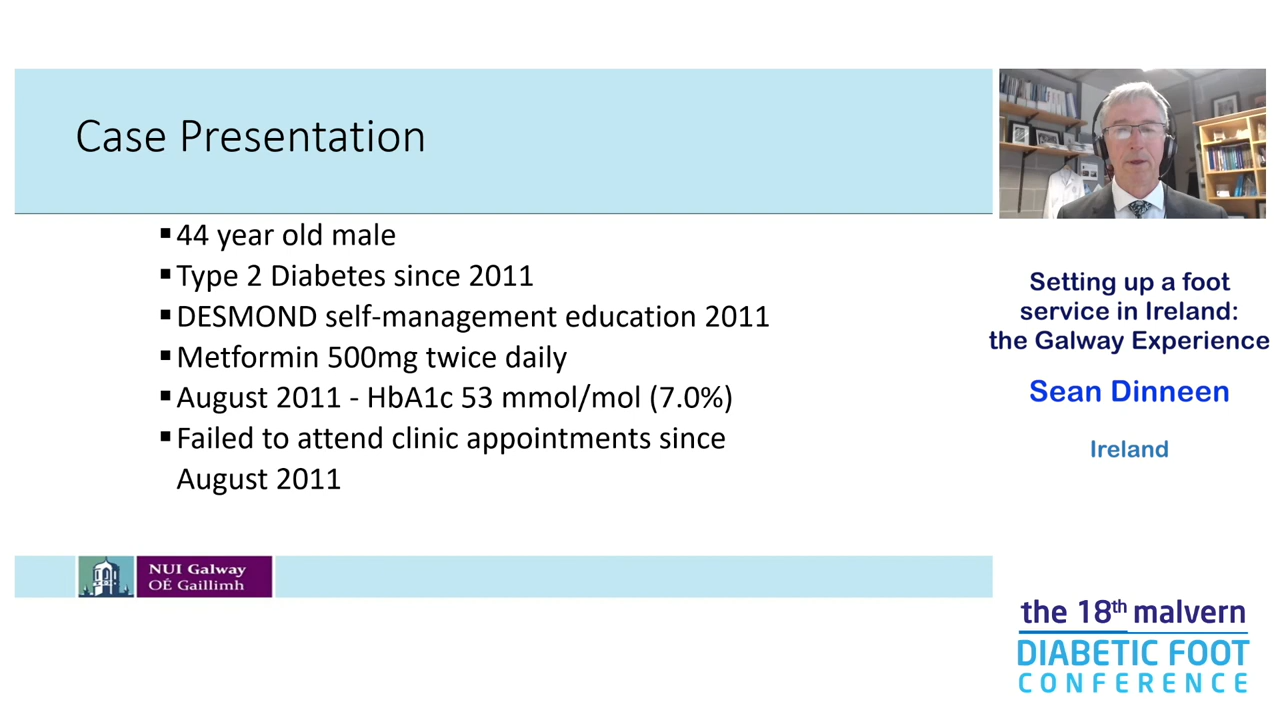 Case Presentation
▪44 year old male
▪Type 2 Diabetes since 2011
▪DESMOND self-management education 2011
▪Metformin 500mg twice daily
▪August 2011 - HbA1c 53 mmol/mol (7.0%)
▪Failed to attend clinic appointments since
August 2011
NUI Galway
OÉ Gaillimh
Setting up a foot
service in Ireland:
the Galway Experience
Sean Dinneen
Ireland
the 18th malvern
DIABETIC FOOT
CONFERENCE